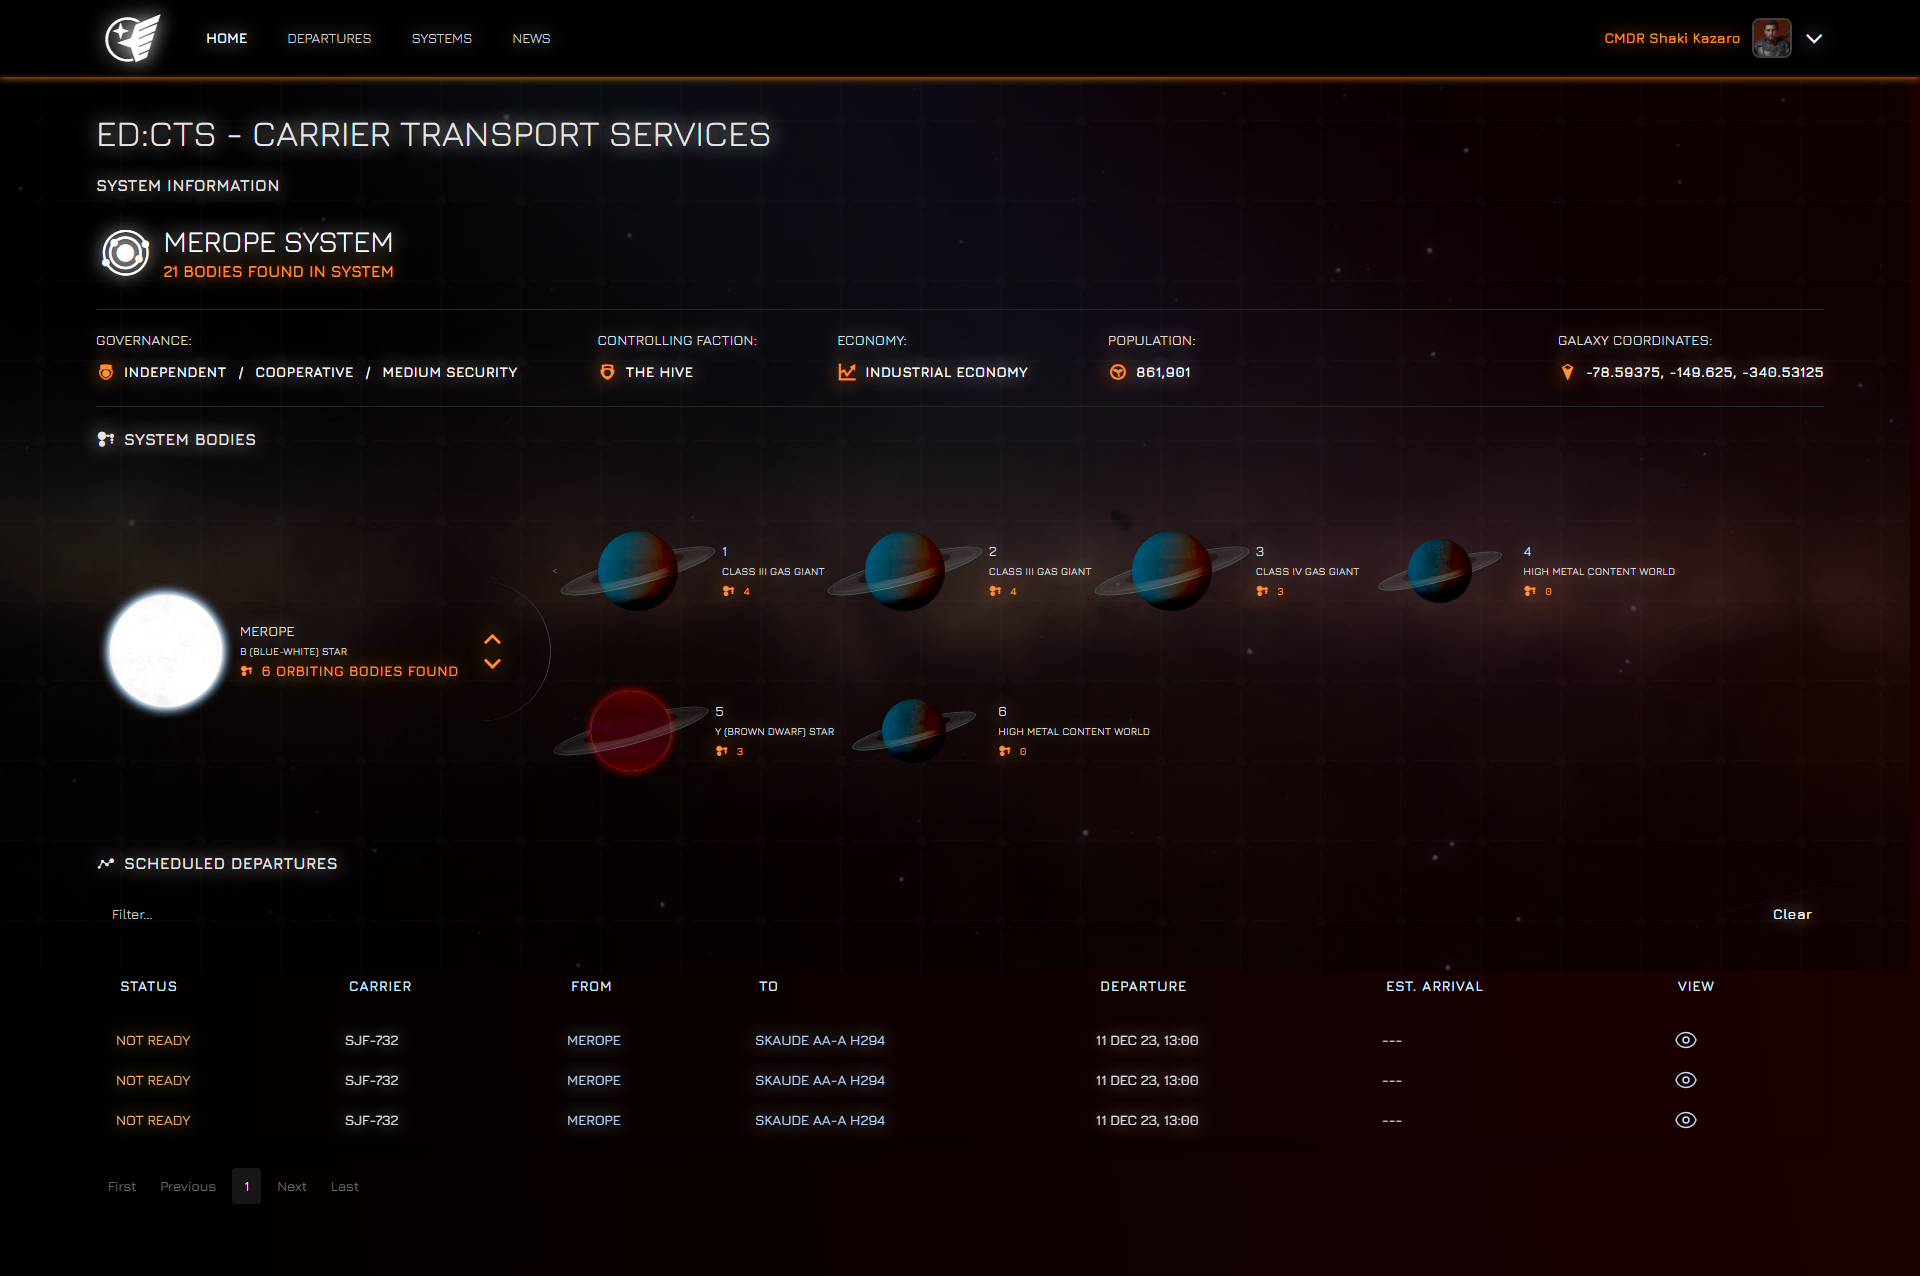 HOME DEPARTURES SYSTEMS NEWS CMDR Shaki Kazaro
ED:CTS - CARRIER TRANSPORT SERVICES
SYSTEM INFORMATION
MEROPE SYSTEM
21 BODIES FOUND IN SYSTEM
GOVERNANCE: CONTROLLING FACTION: ECONOMY: POPULATION: GALAXY COORDINATES:
INDEPENDENT / COOPERATIVE / MEDIUM SECURITY THE HIVE INDUSTRIAL ECONOMY 861,901 -78.59375, -149.625, -340.53125
SYSTEM BODIES
MEROPE
B (BLUE-WHITE) STAR
6 ORBITING BODIES FOUND
<
1
CLASS III GAS GIANT
4
2
CLASS III GAS GIANT
4
3
CLASS IV GAS GIANT
3
4
HIGH METAL CONTENT WORLD
0
5
Y (BROWN DWARF) STAR
3
6
HIGH METAL CONTENT WORLD
0
SCHEDULED DEPARTURES
Filter... Clear
STATUS CARRIER FROM TO DEPARTURE EST. ARRIVAL VIEW
NOT READY SJF-732 MEROPE SKAUDE AA-A H294 11 DEC 23, 13:00 ---
NOT READY SJF-732 MEROPE SKAUDE AA-A H294 11 DEC 23, 13:00 ---
NOT READY SJF-732 MEROPE SKAUDE AA-A H294 11 DEC 23, 13:00 ---
First Previous 1 Next Last